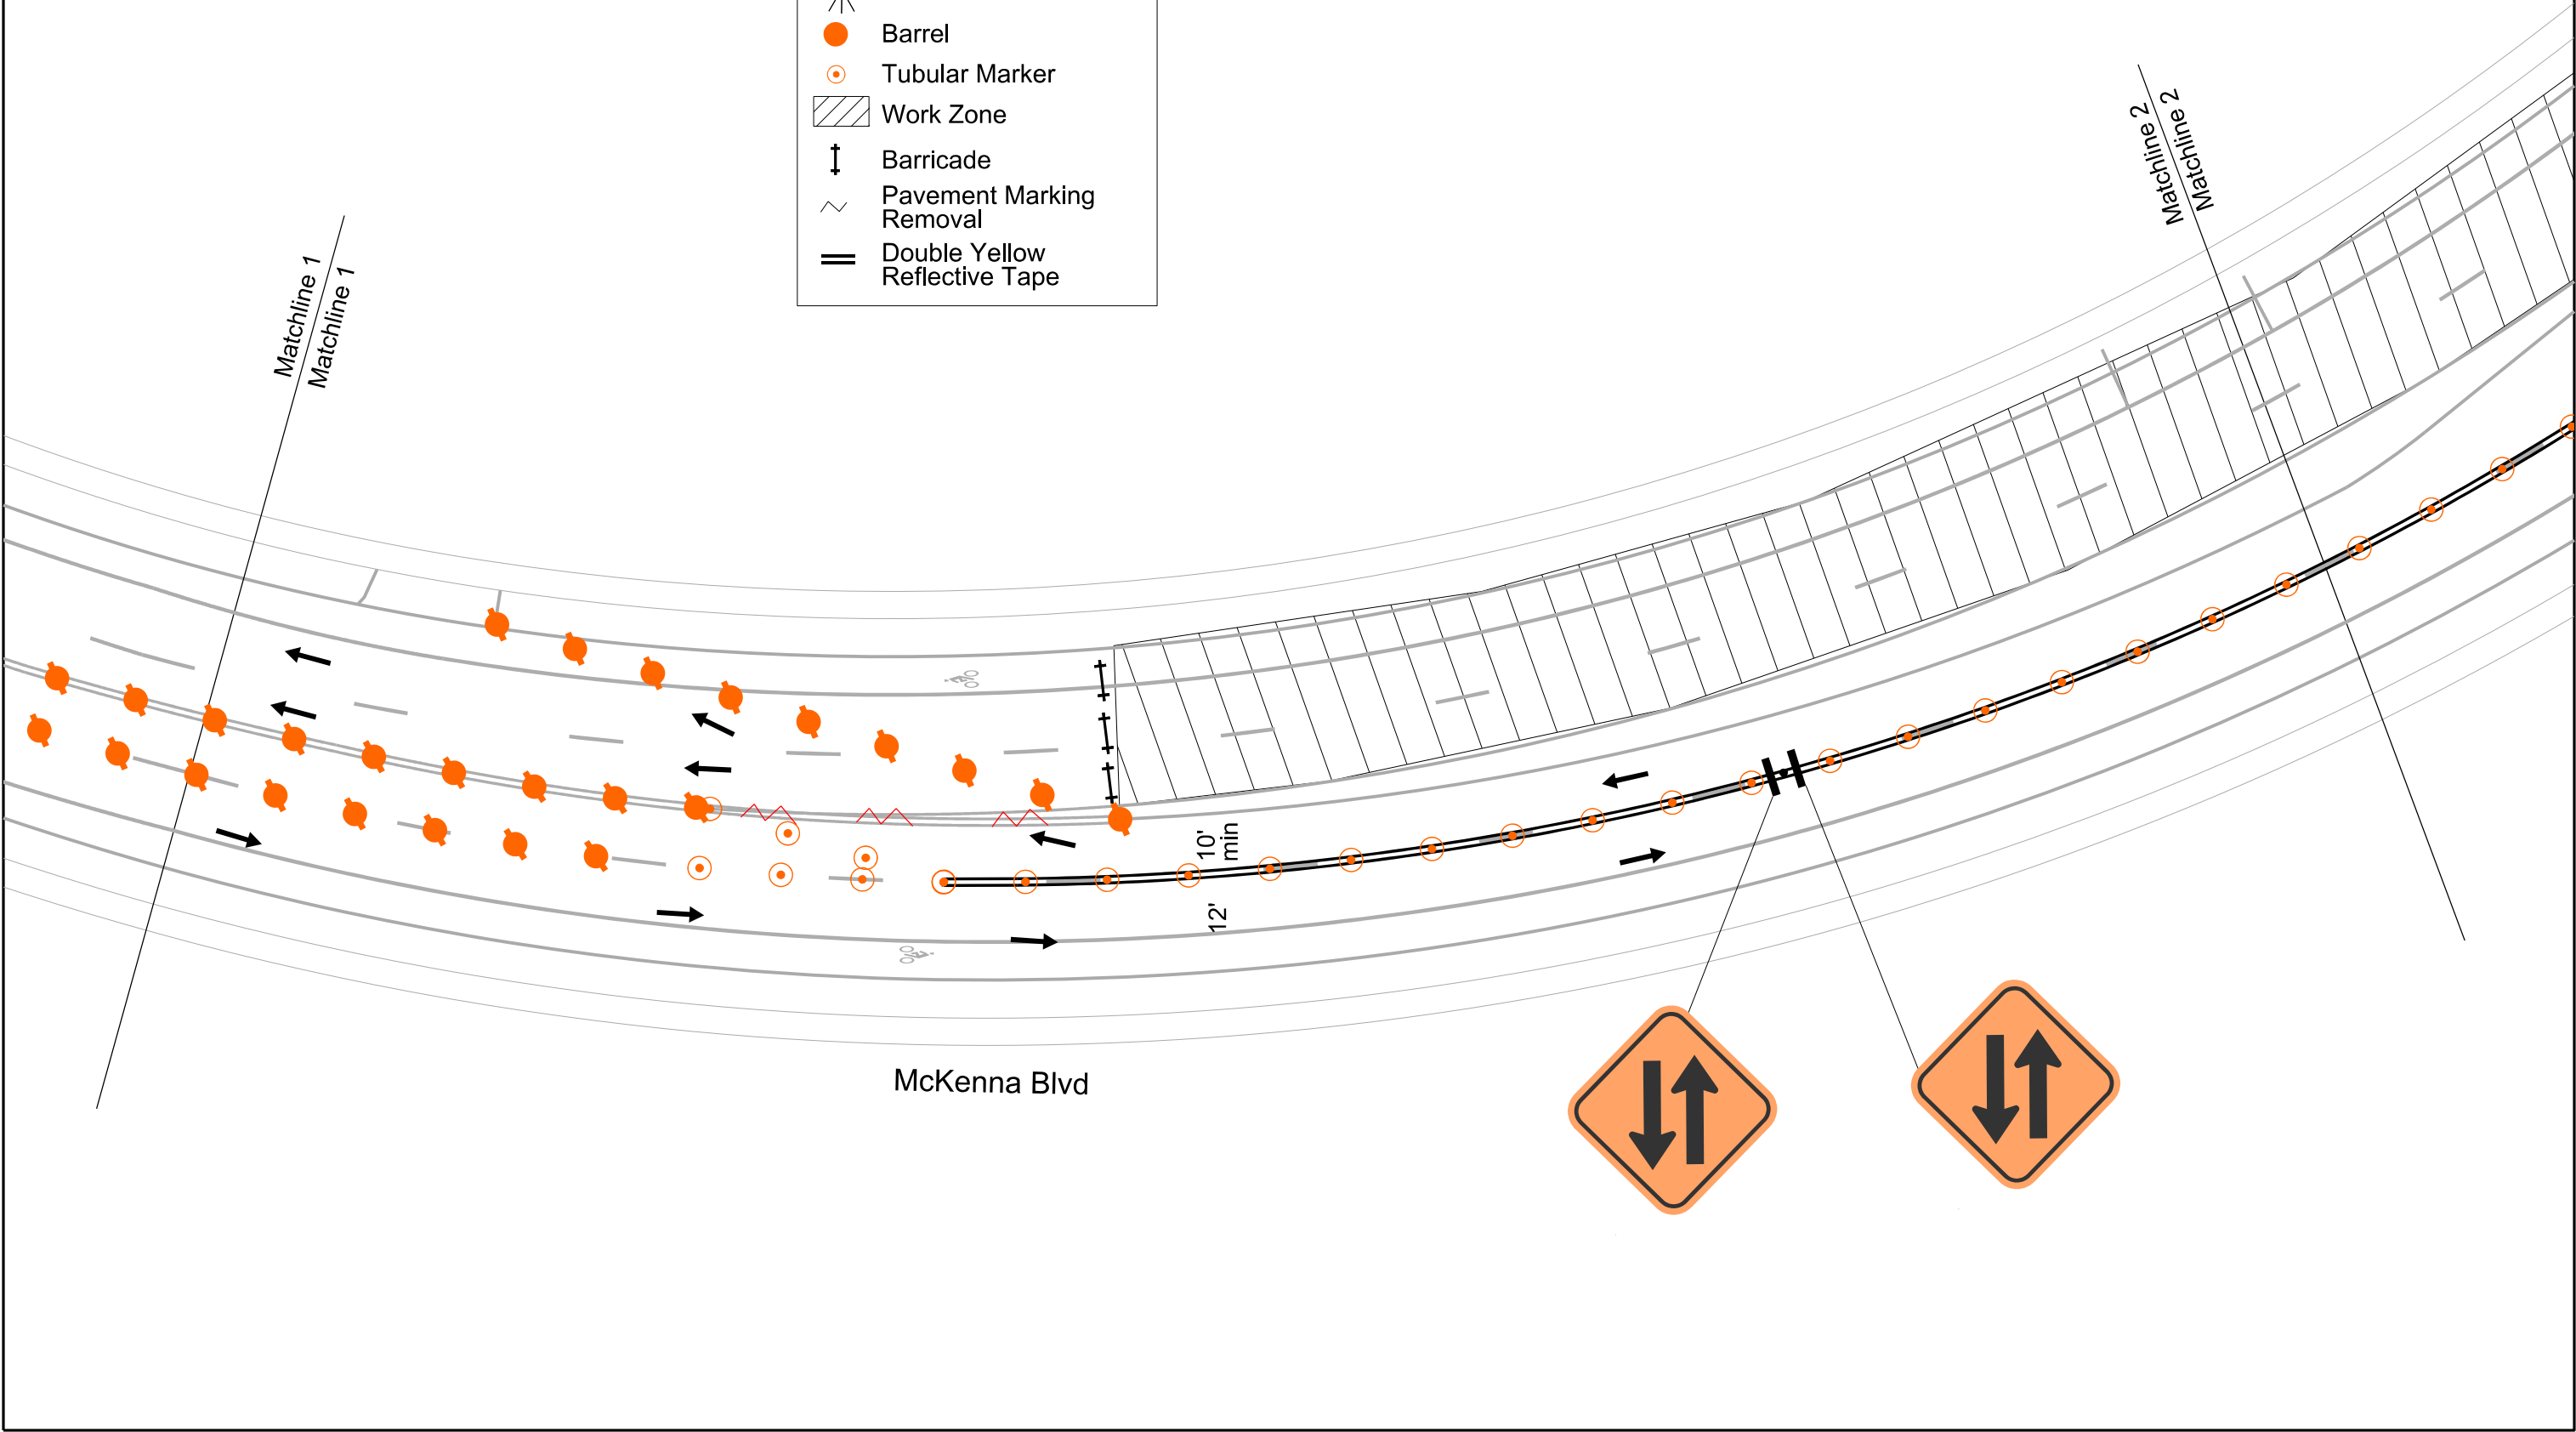 Barrel
Tubular Marker
Work Zone
Barricade
Pavement Marking
Removal
Double Yellow
Reflective Tape
Matchline 1
Matchline 1
Matchline 2
Matchline 2
10'
min
12'
McKenna Blvd